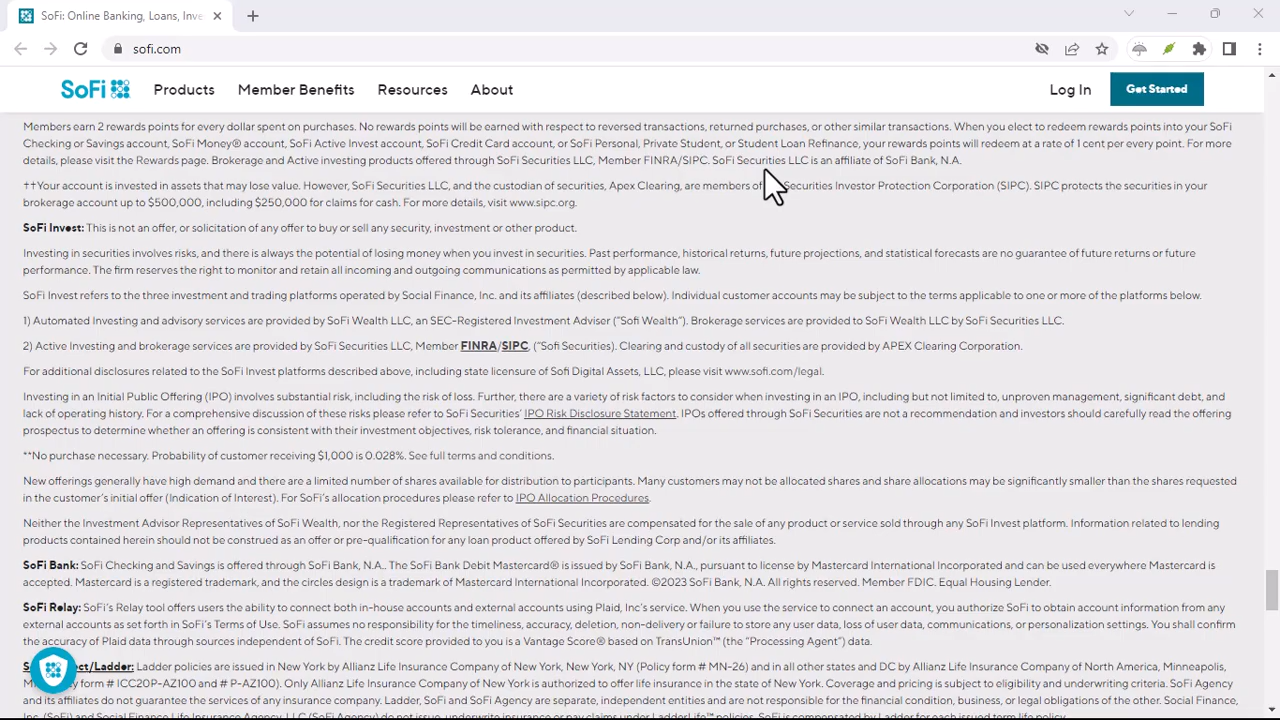 SoFi: Online Banking, Loans, Inve
sofi.com
SoFi Products Member Benefits Resources About Log In Get Started
Members earn 2 rewards points for every dollar spent on purchases. No rewards points will be earned with respect to reversed transactions, returned purchases, or other similar transactions. When you elect to redeem rewards points into your SoFi
Checking or Savings account, SoFi Money® account, SoFi Active Invest account, SoFi Credit Card account, or SoFi Personal, Private Student, or Student Loan Refinance, your rewards points will redeem at a rate of 1 cent per every point. For more
details, please visit the Rewards page. Brokerage and Active investing products offered through SoFi Securities LLC, Member FINRA/SIPC. SoFi Securities LLC is an affiliate of SoFi Bank, N.A.
††Your account is invested in assets that may lose value. However, SoFi Securities LLC, and the custodian of securities, Apex Clearing, are members of Securities Investor Protection Corporation (SIPC). SIPC protects the securities in your
brokerage account up to $500,000, including $250,000 for claims for cash. For more details, visit www.sipc.org.
SoFi Invest: This is not an offer, or solicitation of any offer to buy or sell any security, investment or other product.
Investing in securities involves risks, and there is always the potential of losing money when you invest in securities. Past performance, historical returns, future projections, and statistical forecasts are no guarantee of future returns or future
performance. The firm reserves the right to monitor and retain all incoming and outgoing communications as permitted by applicable law.
SoFi Invest refers to the three investment and trading platforms operated by Social Finance, Inc. and its affiliates (described below). Individual customer accounts may be subject to the terms applicable to one or more of the platforms below.
1) Automated Investing and advisory services are provided by SoFi Wealth LLC, an SEC-Registered Investment Adviser ("Sofi Wealth"). Brokerage services are provided to SoFi Wealth LLC by SoFi Securities LLC.
2) Active Investing and brokerage services are provided by SoFi Securities LLC, Member FINRA/SIPC, ("Sofi Securities). Clearing and custody of all securities are provided by APEX Clearing Corporation.
For additional disclosures related to the SoFi Invest platforms described above, including state licensure of Sofi Digital Assets, LLC, please visit www.sofi.com/legal.
Investing in an Initial Public Offering (IPO) involves substantial risk, including the risk of loss. Further, there are a variety of risk factors to consider when investing in an IPO, including but not limited to, unproven management, significant debt, and
lack of operating history. For a comprehensive discussion of these risks please refer to SoFi Securities' IPO Risk Disclosure Statement. IPOs offered through SoFi Securities are not a recommendation and investors should carefully read the offering
prospectus to determine whether an offering is consistent with their investment objectives, risk tolerance, and financial situation.
**No purchase necessary. Probability of customer receiving $1,000 is 0.028%. See full terms and conditions.
New offerings generally have high demand and there are a limited number of shares available for distribution to participants. Many customers may not be allocated shares and share allocations may be significantly smaller than the shares requested
in the customer's initial offer (Indication of Interest). For SoFi's allocation procedures please refer to IPO Allocation Procedures.
Neither the Investment Advisor Representatives of SoFi Wealth, nor the Registered Representatives of SoFi Securities are compensated for the sale of any product or service sold through any SoFi Invest platform. Information related to lending
products contained herein should not be construed as an offer or pre-qualification for any loan product offered by SoFi Lending Corp and/or its affiliates.
SoFi Bank: SoFi Checking and Savings is offered through SoFi Bank, N.A.. The SoFi Bank Debit Mastercard® is issued by SoFi Bank, N.A., pursuant to license by Mastercard International Incorporated and can be used everywhere Mastercard is
accepted. Mastercard is a registered trademark, and the circles design is a trademark of Mastercard International Incorporated. ©2023 SoFi Bank, N.A. All rights reserved. Member FDIC. Equal Housing Lender.
SoFi Relay: SoFi's Relay tool offers users the ability to connect both in-house accounts and external accounts using Plaid, Inc's service. When you use the service to connect an account, you authorize SoFi to obtain account information from any
external accounts as set forth in SoFi's Terms of Use. SoFi assumes no responsibility for the timeliness, accuracy, deletion, non-delivery or failure to store any user data, loss of user data, communications, or personalization settings. You shall confirm
the accuracy of Plaid data through sources independent of SoFi. The credit score provided to you is a Vantage Score® based on TransUnion™ (the "Processing Agent") data.
ect/Ladder: Ladder policies are issued in New York by Allianz Life Insurance Company of New York, New York, NY (Policy form # MN-26) and in all other states and DC by Allianz Life Insurance Company of North America, Minneapolis,
form # ICC20P-AZ100 and # P-AZ100). Only Allianz Life Insurance Company of New York is authorized to offer life insurance in the state of New York. Coverage and pricing is subject to eligibility and underwriting criteria. SoFi Agency
and its affiliates do not guarantee the services of any insurance company. Ladder, SoFi and SoFi Agency are separate, independent entities and are not responsible for the financial condition, business, or legal obligations of the other. Social Finance,
Inc. (SoFi) and Social Finance Life Insurance Agency, LLC (SoFi Agency) do not issue, underwrite insurance or pay claims under LadderLife™ policies. SoFi is compensated by Ladder for each issued term life policy.